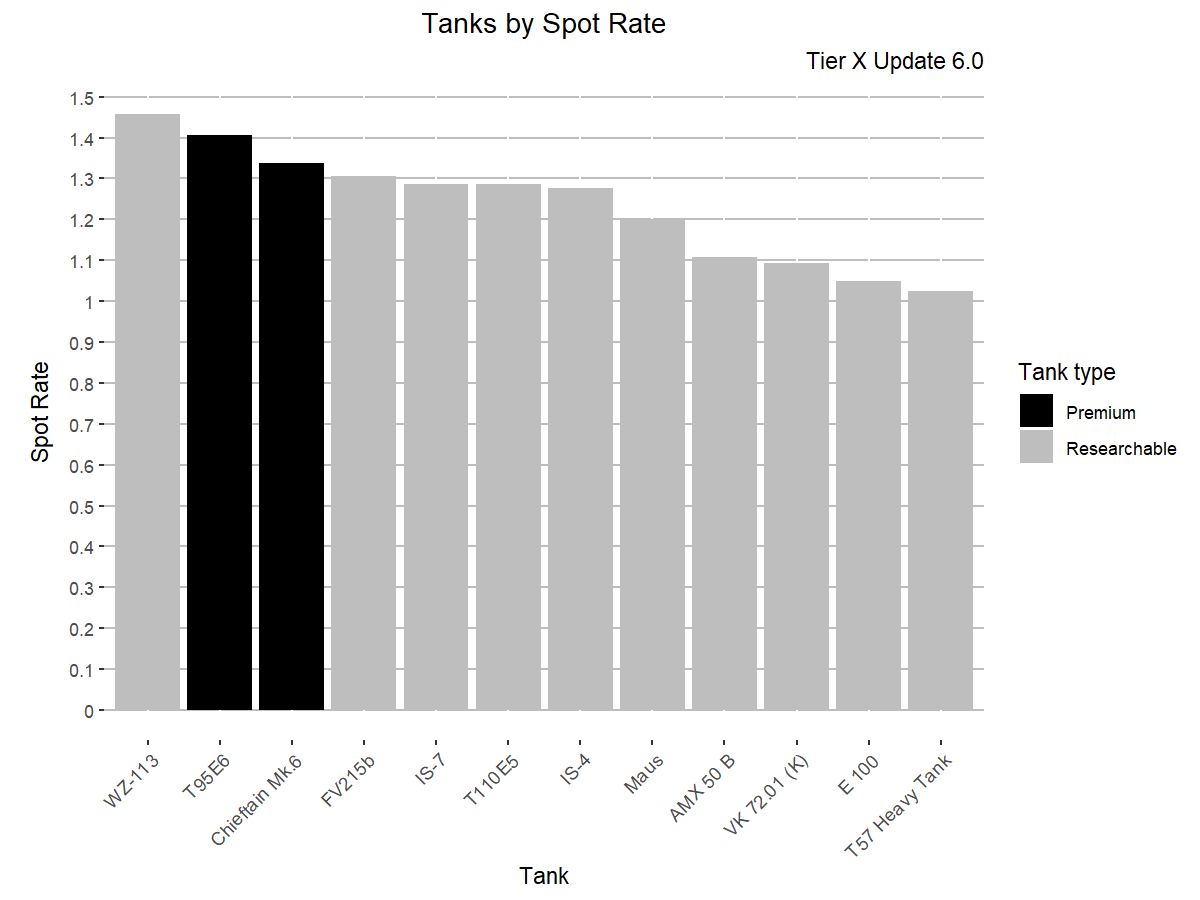 Tanks by Spot Rate
Tier X Update 6.0
1.5
1.4
1.3
1.2
1.1
1
0.9
0.8
0.7
0.6
0.5
0.4
0.3
0.2
0.1
0
Spot Rate
WZ-113
T95E6
Chieftain Mk.6
FV215b
IS-7
T110E5
IS-4
Maus
AMX 50 B
VK 72.01 (K)
E 100
T57 Heavy Tank
Tank
Tank type
Premium
Researchable